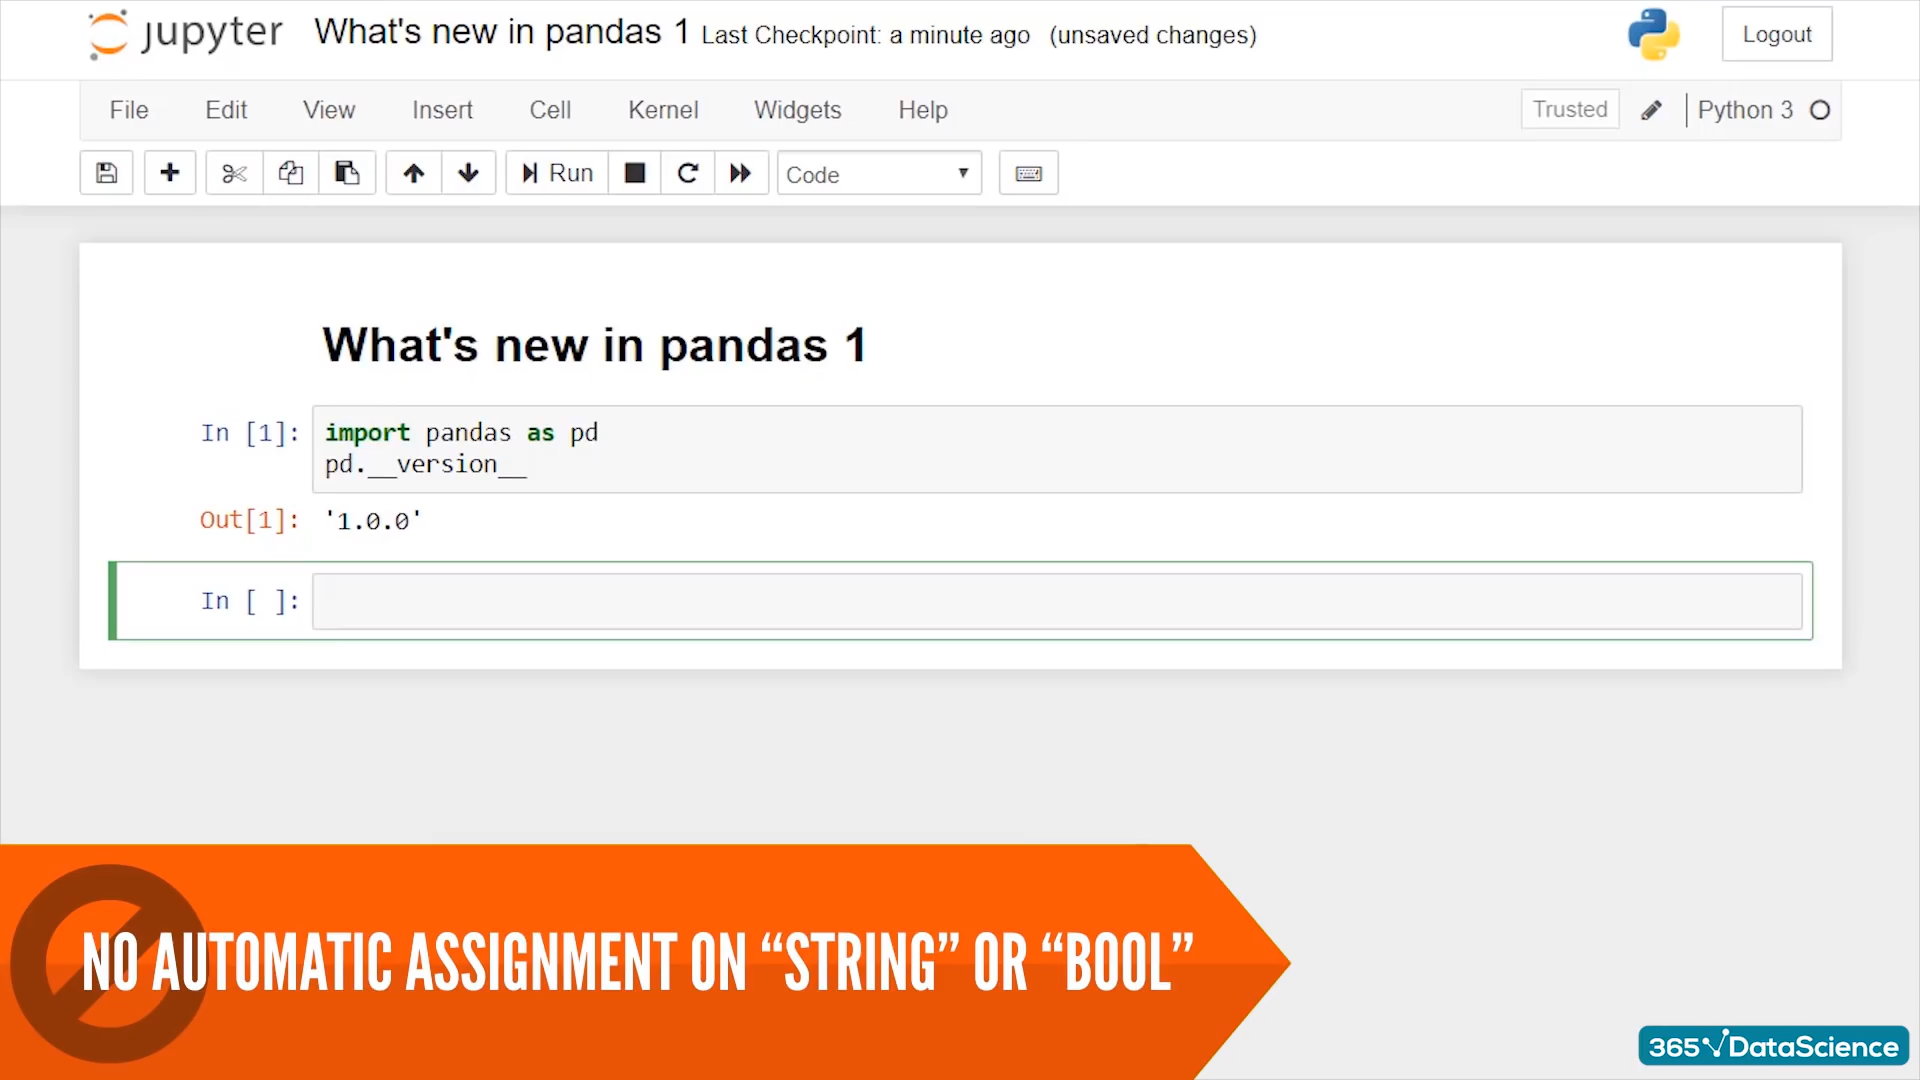 jupyter What's new in pandas 1 Last Checkpoint: a minute ago (unsaved changes) Logout
File Edit View Insert Cell Kernel Widgets Help Trusted Python 3
Run Code
What's new in pandas 1
In [1]: import pandas as pd
pd.__version__
Out[1]: '1.0.0'
In [ ]:
NO AUTOMATIC ASSIGNMENT ON “STRING” OR “BOOL”
365 DataScience